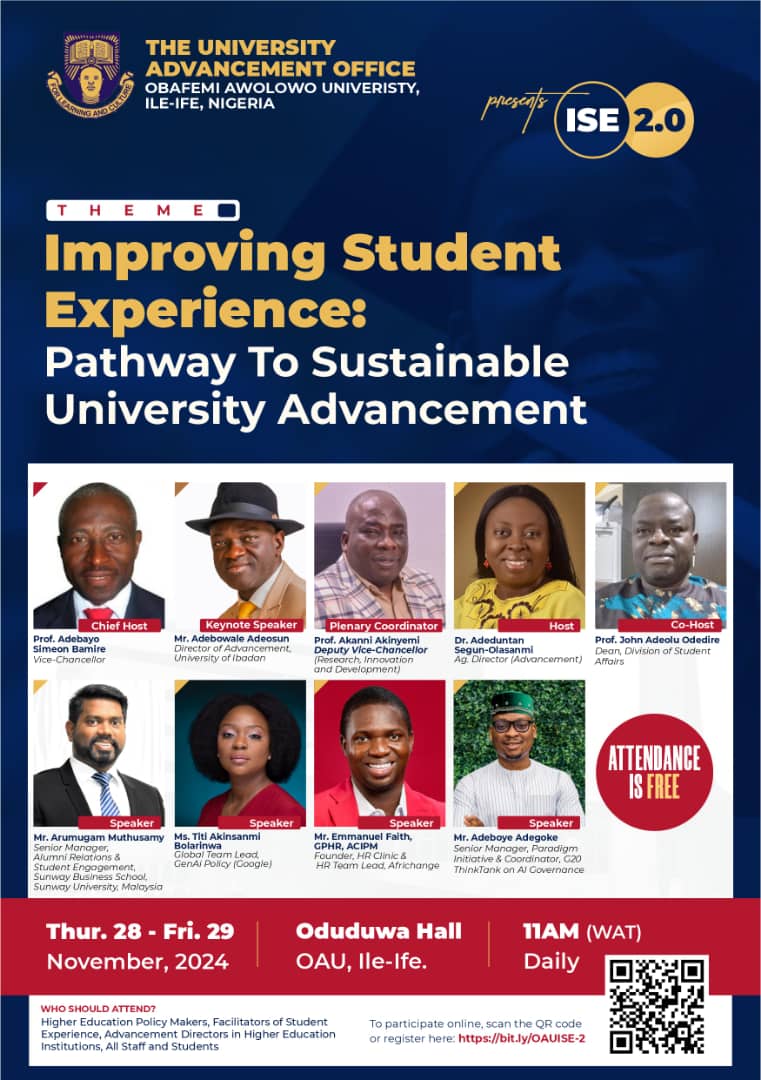 THE UNIVERSITY
ADVANCEMENT OFFICE
OBAFEMI AWOLOWO UNIVERISTY,
ILE-IFE, NIGERIA
FOR LEARNING AND CULTURE
presents
ISE 2.0
THEME
Improving Student
Experience:
Pathway To Sustainable
University Advancement
Chief Host
Prof. Adebayo
Simeon Bamire
Vice-Chancellor
Keynote Speaker
Mr. Adebowale Adeosun
Director of Advancement,
University of Ibadan
Plenary Coordinator
Prof. Akanni Akinyemi
Deputy Vice-Chancellor
(Research, Innovation
and Development)
Host
Dr. Adeduntan
Segun-Olasanmi
Ag. Director (Advancement)
Co-Host
Prof. John Adeolu Odedire
Dean, Division of Student
Affairs
Speaker
Mr. Arumugam Muthusamy
Senior Manager,
Alumni Relations &
Student Engagement,
Sunway Business School,
Sunway University, Malaysia
Speaker
Ms. Titi Akinsanmi
Bolarinwa
Global Team Lead,
GenAi Policy (Google)
Speaker
Mr. Emmanuel Faith,
GPHR, ACIPM
Founder, HR Clinic &
HR Team Lead, Africhange
Speaker
Mr. Adeboye Adegoke
Senior Manager, Paradigm
Initiative & Coordinator, G20
ThinkTank on AI Governance
ATTENDANCE
IS FREE
Thur. 28 - Fri. 29
November, 2024
Oduduwa Hall
OAU, Ile-Ife.
11AM (WAT)
Daily
WHO SHOULD ATTEND?
Higher Education Policy Makers, Facilitators of Student
Experience, Advancement Directors in Higher Education
Institutions, All Staff and Students
To participate online, scan the QR code
or register here: https://bit.ly/OAUISE-2